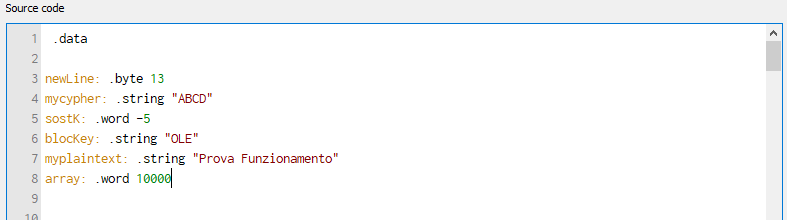 Source code
1 .data
2
3 newLine: .byte 13
4 mycypher: .string "ABCD"
5 sostK: .word -5
6 blocKey: .string "OLE"
7 myplaintext: .string "Prova Funzionamento"
8 array: .word 10000
9
10